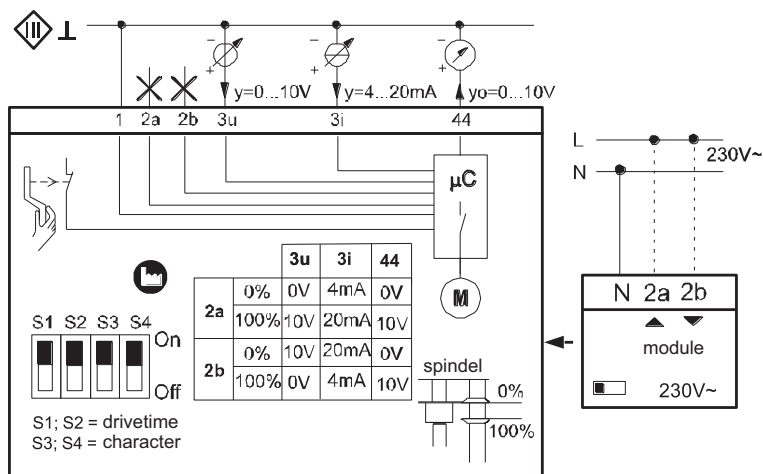 - - -
+ + +
y=0...10V y=4...20mA yo=0...10V
1 2a 2b 3u 3i 44
L 230V~
N
µC
M
3u 3i 44
2a 0% 0V 4mA 0V
100% 10V 20mA 10V
2b 0% 10V 20mA 0V
100% 0V 4mA 10V
S1 S2 S3 S4
On
Off
S1; S2 = drivetime
S3; S4 = character
spindel
0%
100%
N 2a 2b
module
230V~